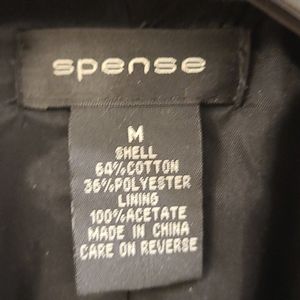 spense
M
SHELL
64%COTTON
36%POLYESTER
LINING
100%ACETATE
MADE IN CHINA
CARE ON REVERSE